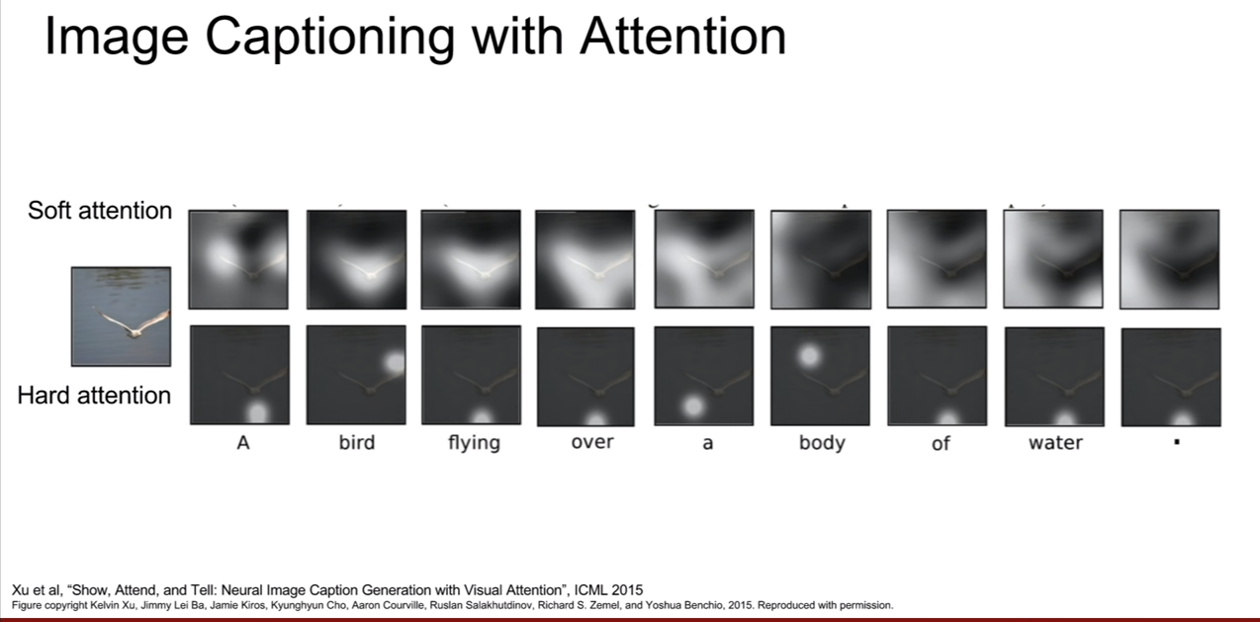 Image Captioning with Attention
Soft attention
Hard attention
A bird flying over a body of water .
Xu et al, “Show, Attend, and Tell: Neural Image Caption Generation with Visual Attention”, ICML 2015
Figure copyright Kelvin Xu, Jimmy Lei Ba, Jamie Kiros, Kyunghyun Cho, Aaron Courville, Ruslan Salakhutdinov, Richard S. Zemel, and Yoshua Benchio, 2015. Reproduced with permission.